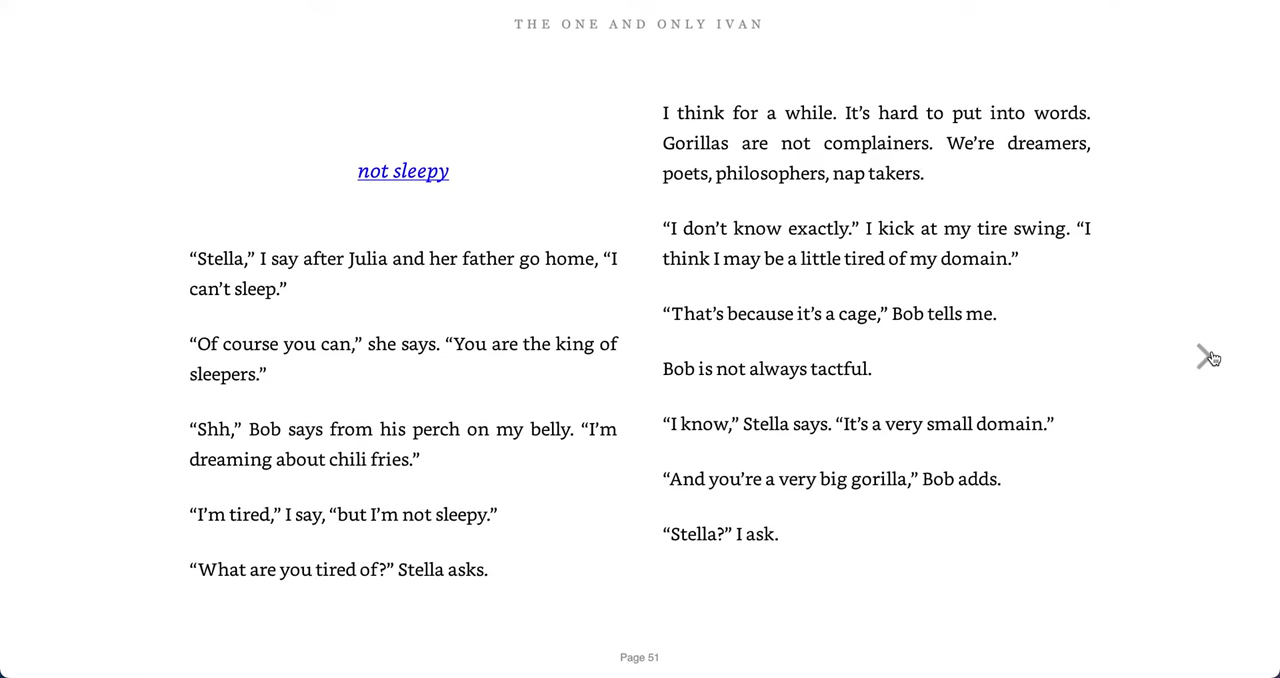 THE ONE AND ONLY IVAN
not sleepy
“Stella,” I say after Julia and her father go home, “I
can’t sleep.”
“Of course you can,” she says. “You are the king of
sleepers.”
“Shh,” Bob says from his perch on my belly. “I’m
dreaming about chili fries.”
“I’m tired,” I say, “but I’m not sleepy.”
“What are you tired of?” Stella asks.
I think for a while. It’s hard to put into words.
Gorillas are not complainers. We’re dreamers,
poets, philosophers, nap takers.
“I don’t know exactly.” I kick at my tire swing. “I
think I may be a little tired of my domain.”
“That’s because it’s a cage,” Bob tells me.
Bob is not always tactful.
“I know,” Stella says. “It’s a very small domain.”
“And you’re a very big gorilla,” Bob adds.
“Stella?” I ask.
Page 51